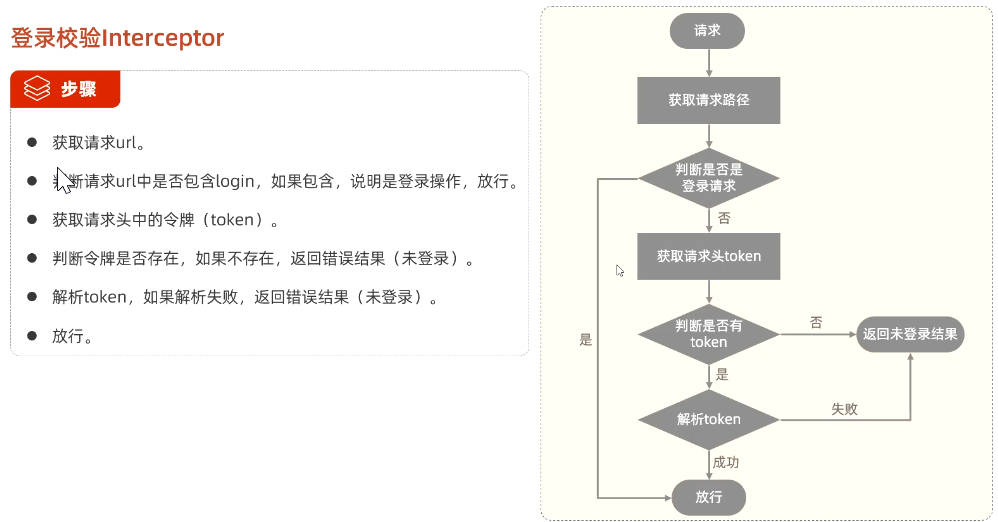 登录校验Interceptor
步骤
获取请求url。
判断请求url中是否包含login，如果包含，说明是登录操作，放行。
获取请求头中的令牌（token）。
判断令牌是否存在，如果不存在，返回错误结果（未登录）。
解析token，如果解析失败，返回错误结果（未登录）。
放行。
请求
获取请求路径
判断是否是
登录请求
否
获取请求头token
判断是否有
token
否
返回未登录结果
是
是
解析token
失败
成功
放行